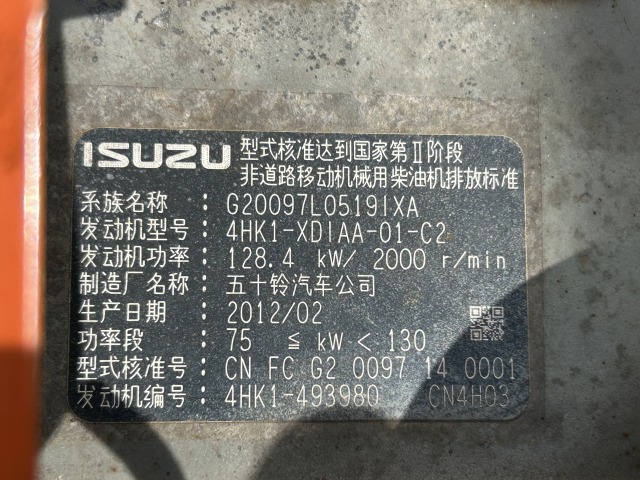 ISUZU 型式核准达到国家第Ⅱ阶段
非道路移动机械用柴油机排放标准
系族名称：G20097L0519IXA
发动机型号：4HK1-XDIAA-01-C2
发动机功率：128.4 kW/ 2000 r/min
制造厂名称：五十铃汽车公司
生产日期：2012/02
功率段：75 ≦ kW < 130
型式核准号：CN FC G2 0097 14 0001
发动机编号：4HK1-493980 CN4H03